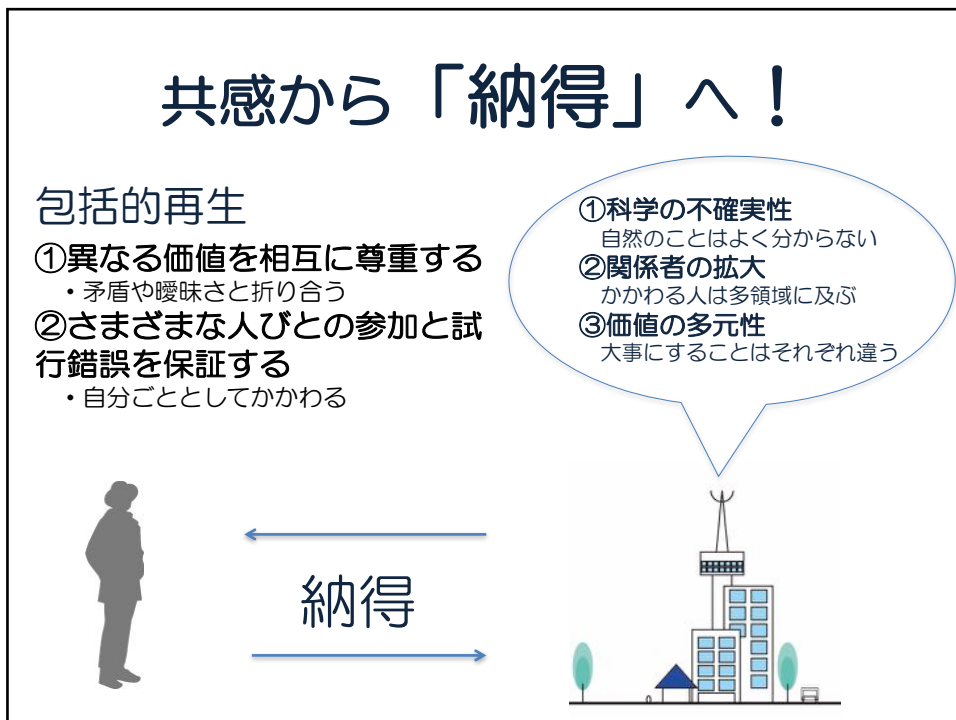 共感から「納得」へ！
包括的再生
①異なる価値を相互に尊重する
・矛盾や曖昧さと折り合う
②さまざまな人びとの参加と試
行錯誤を保証する
・自分ごととしてかかわる
①科学の不確実性
自然のことはよく分からない
②関係者の拡大
かかわる人は多領域に及ぶ
③価値の多元性
大事にすることはそれぞれ違う
納得